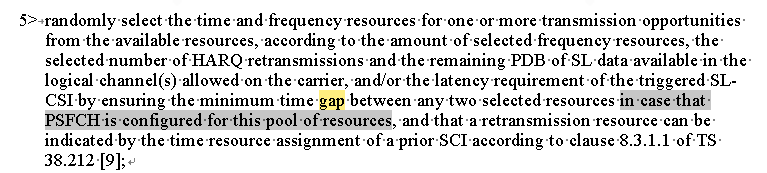 5> randomly select the time and frequency resources for one or more transmission opportunities
from the available resources, according to the amount of selected frequency resources, the
selected number of HARQ retransmissions and the remaining PDB of SL data available in the
logical channel(s) allowed on the carrier, and/or the latency requirement of the triggered SL-
CSI by ensuring the minimum time gap between any two selected resources in case that
PSFCH is configured for this pool of resources, and that a retransmission resource can be
indicated by the time resource assignment of a prior SCI according to clause 8.3.1.1 of TS
38.212 [9];